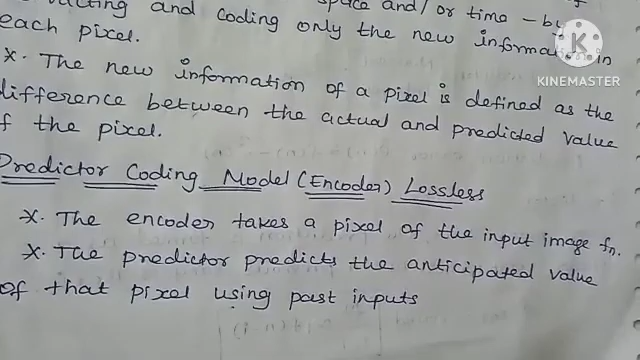 and coding only the new information in
each pixel.
x. The new information of a pixel is defined as the
difference between the actual and predicted value
of the pixel.
Predictor Coding Model (Encoder) Lossless
x. The encoder takes a pixel of the input image fn.
x. The predictor predicts the anticipated value
of that pixel using past inputs
space and/or time - by
KINEMASTER